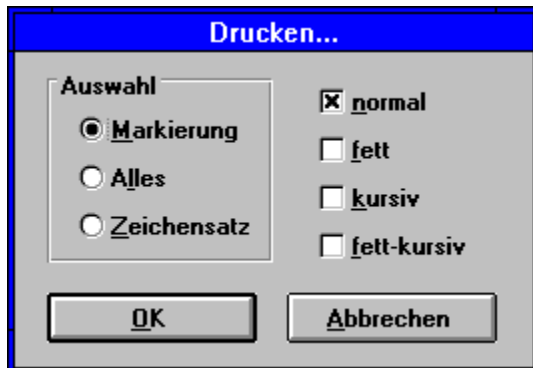 Drucken...
Auswahl
Markierung
Alles
Zeichensatz
normal
fett
kursiv
fett-kursiv
OK
Abbrechen